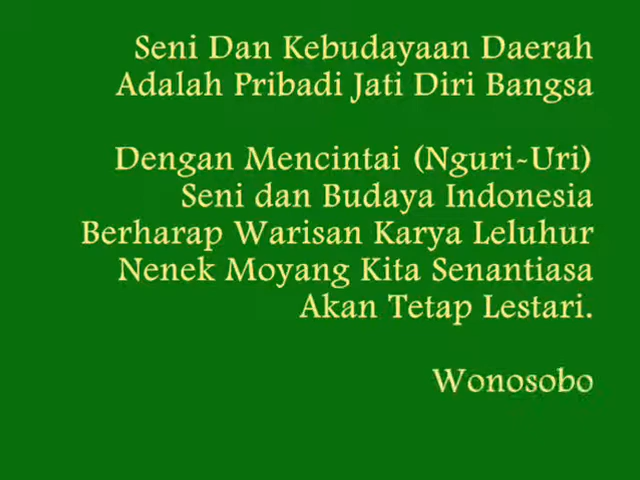 Seni Dan Kebudayaan Daerah
Adalah Pribadi Jati Diri Bangsa
Dengan Mencintai (Nguri-Uri)
Seni dan Budaya Indonesia
Berharap Warisan Karya Leluhur
Nenek Moyang Kita Senantiasa
Akan Tetap Lestari.
Wonosobo